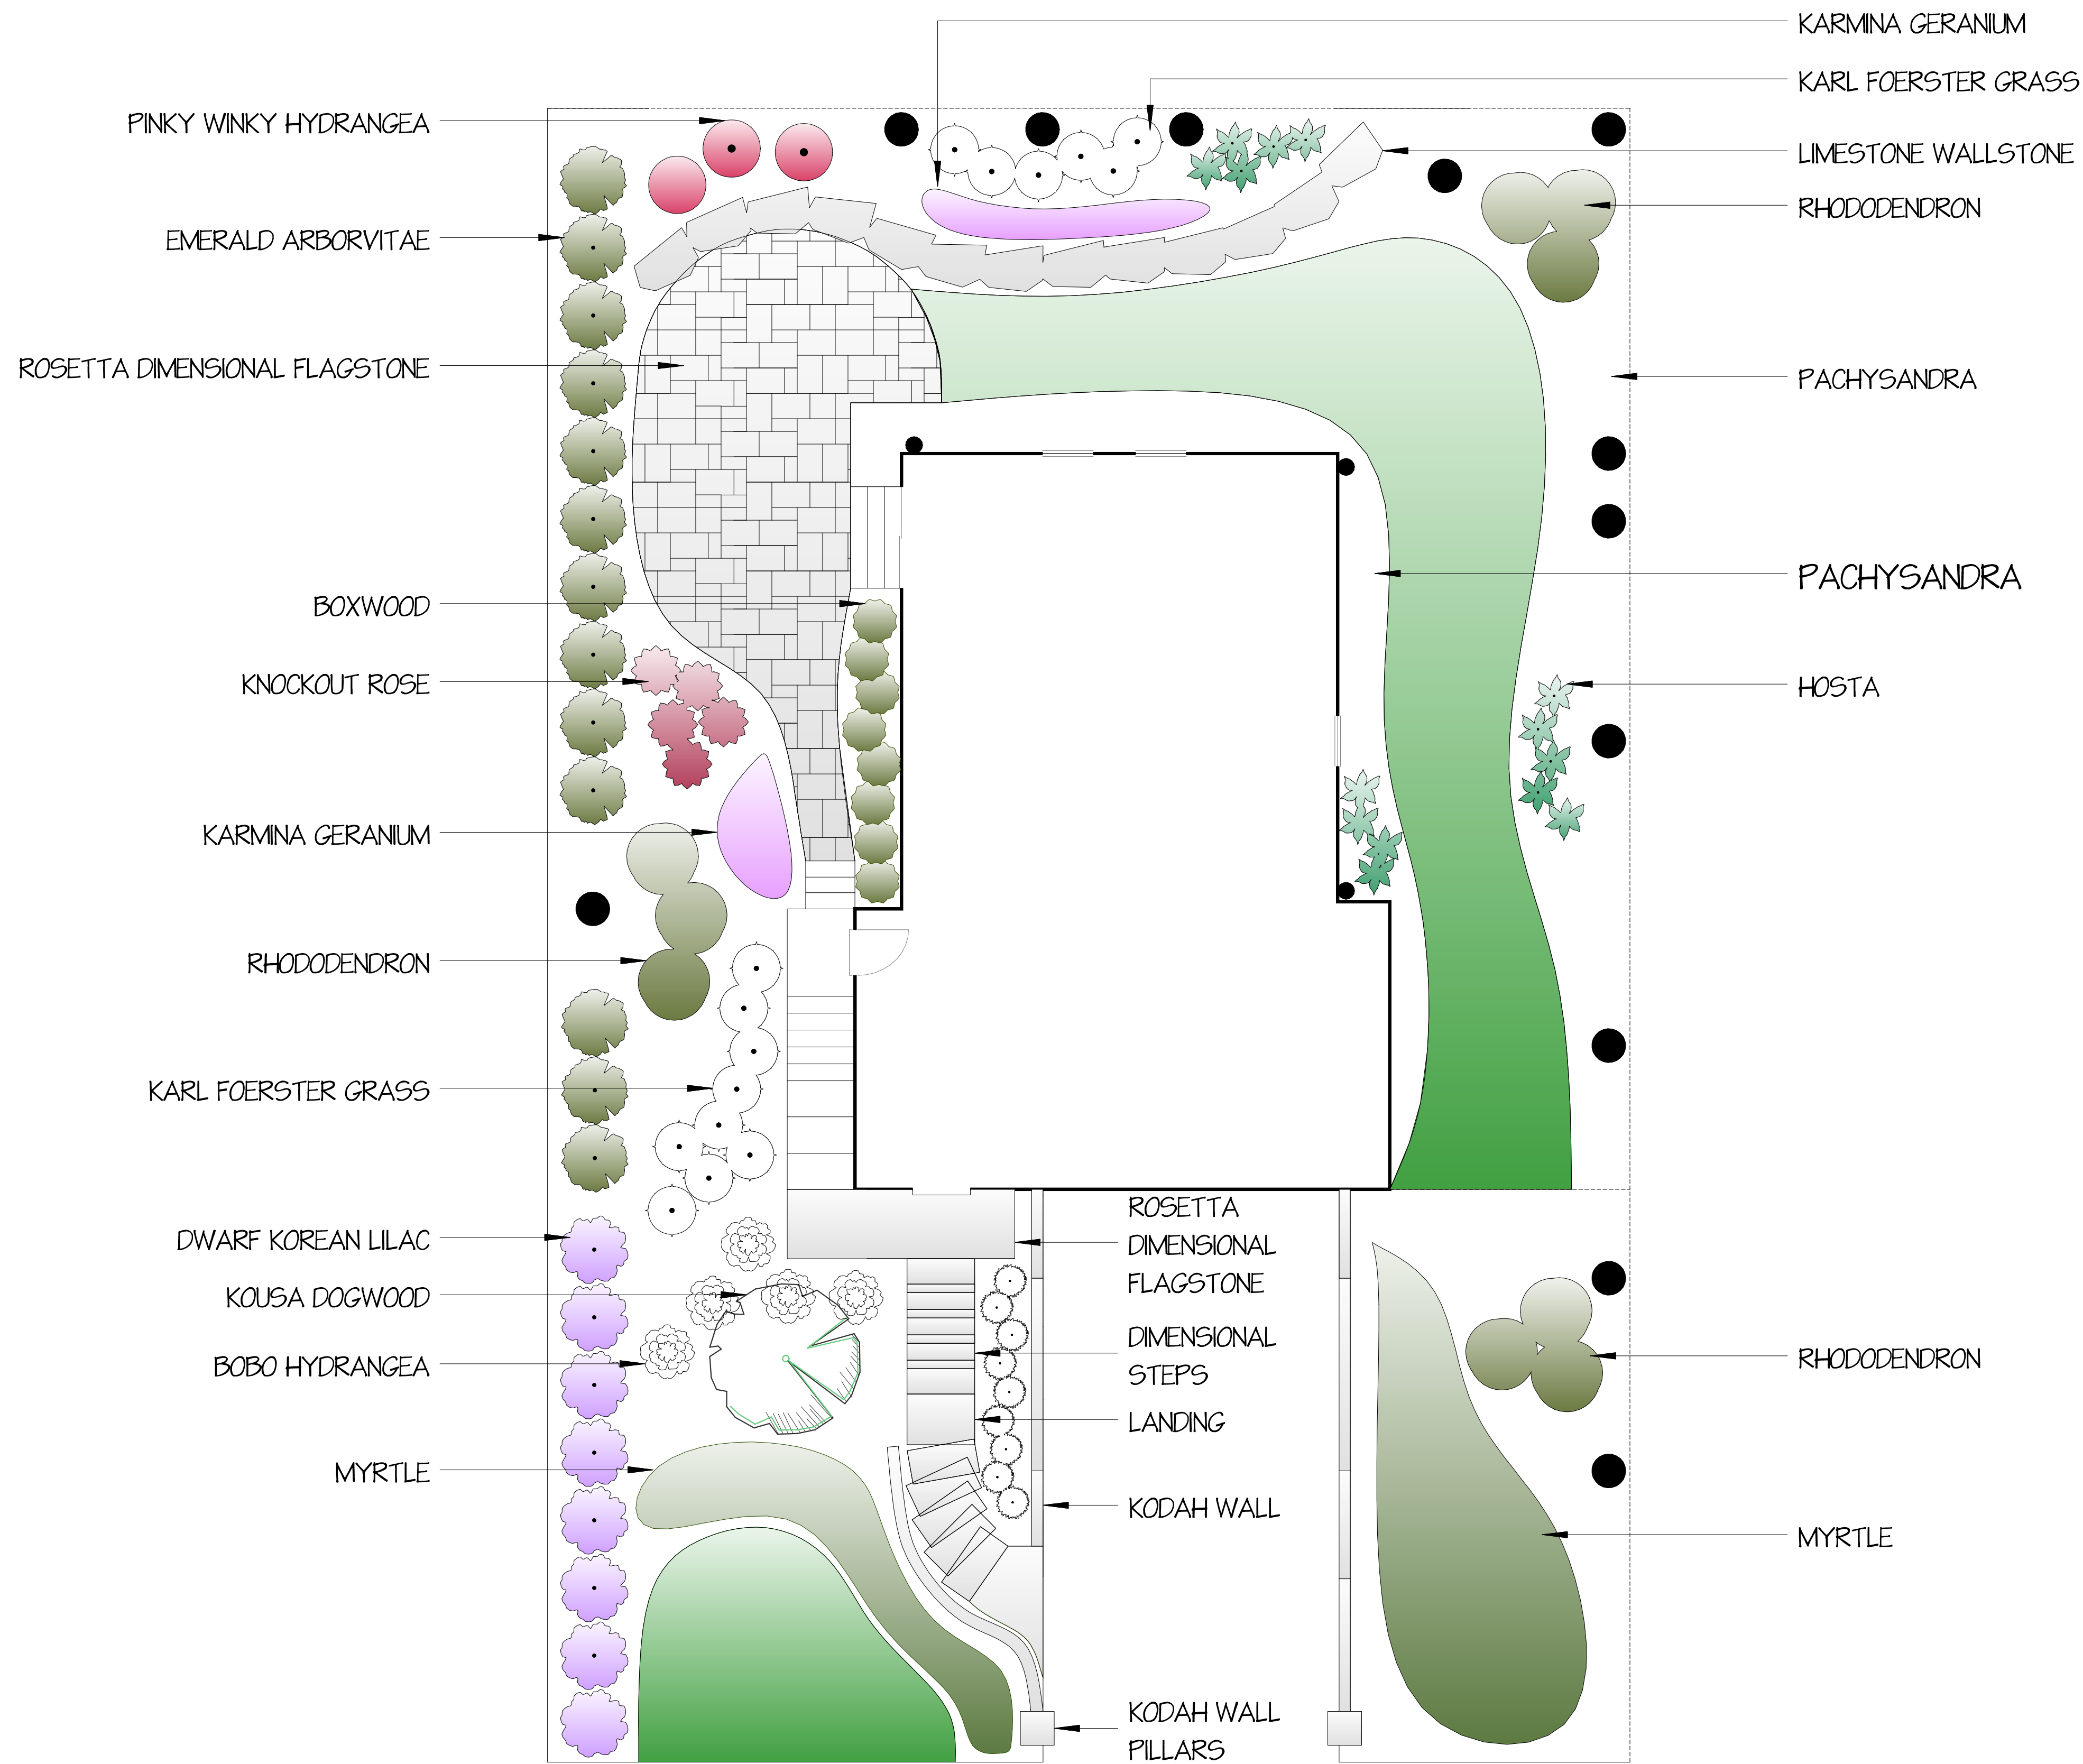 KARMINA GERANIUM
KARL FOERSTER GRASS
PINKY WINKY HYDRANGEA
LIMESTONE WALLSTONE
RHODODENDRON
EMERALD ARBORVITAE
ROSETTA DIMENSIONAL FLAGSTONE
PACHYSANDRA
PACHYSANDRA
BOXWOOD
KNOCKOUT ROSE
HOSTA
KARMINA GERANIUM
RHODODENDRON
KARL FOERSTER GRASS
DWARF KOREAN LILAC
KOUSA DOGWOOD
BOBO HYDRANGEA
MYRTLE
ROSETTA
DIMENSIONAL
FLAGSTONE
DIMENSIONAL
STEPS
LANDING
KODAH WALL
KODAH WALL
PILLARS
RHODODENDRON
MYRTLE